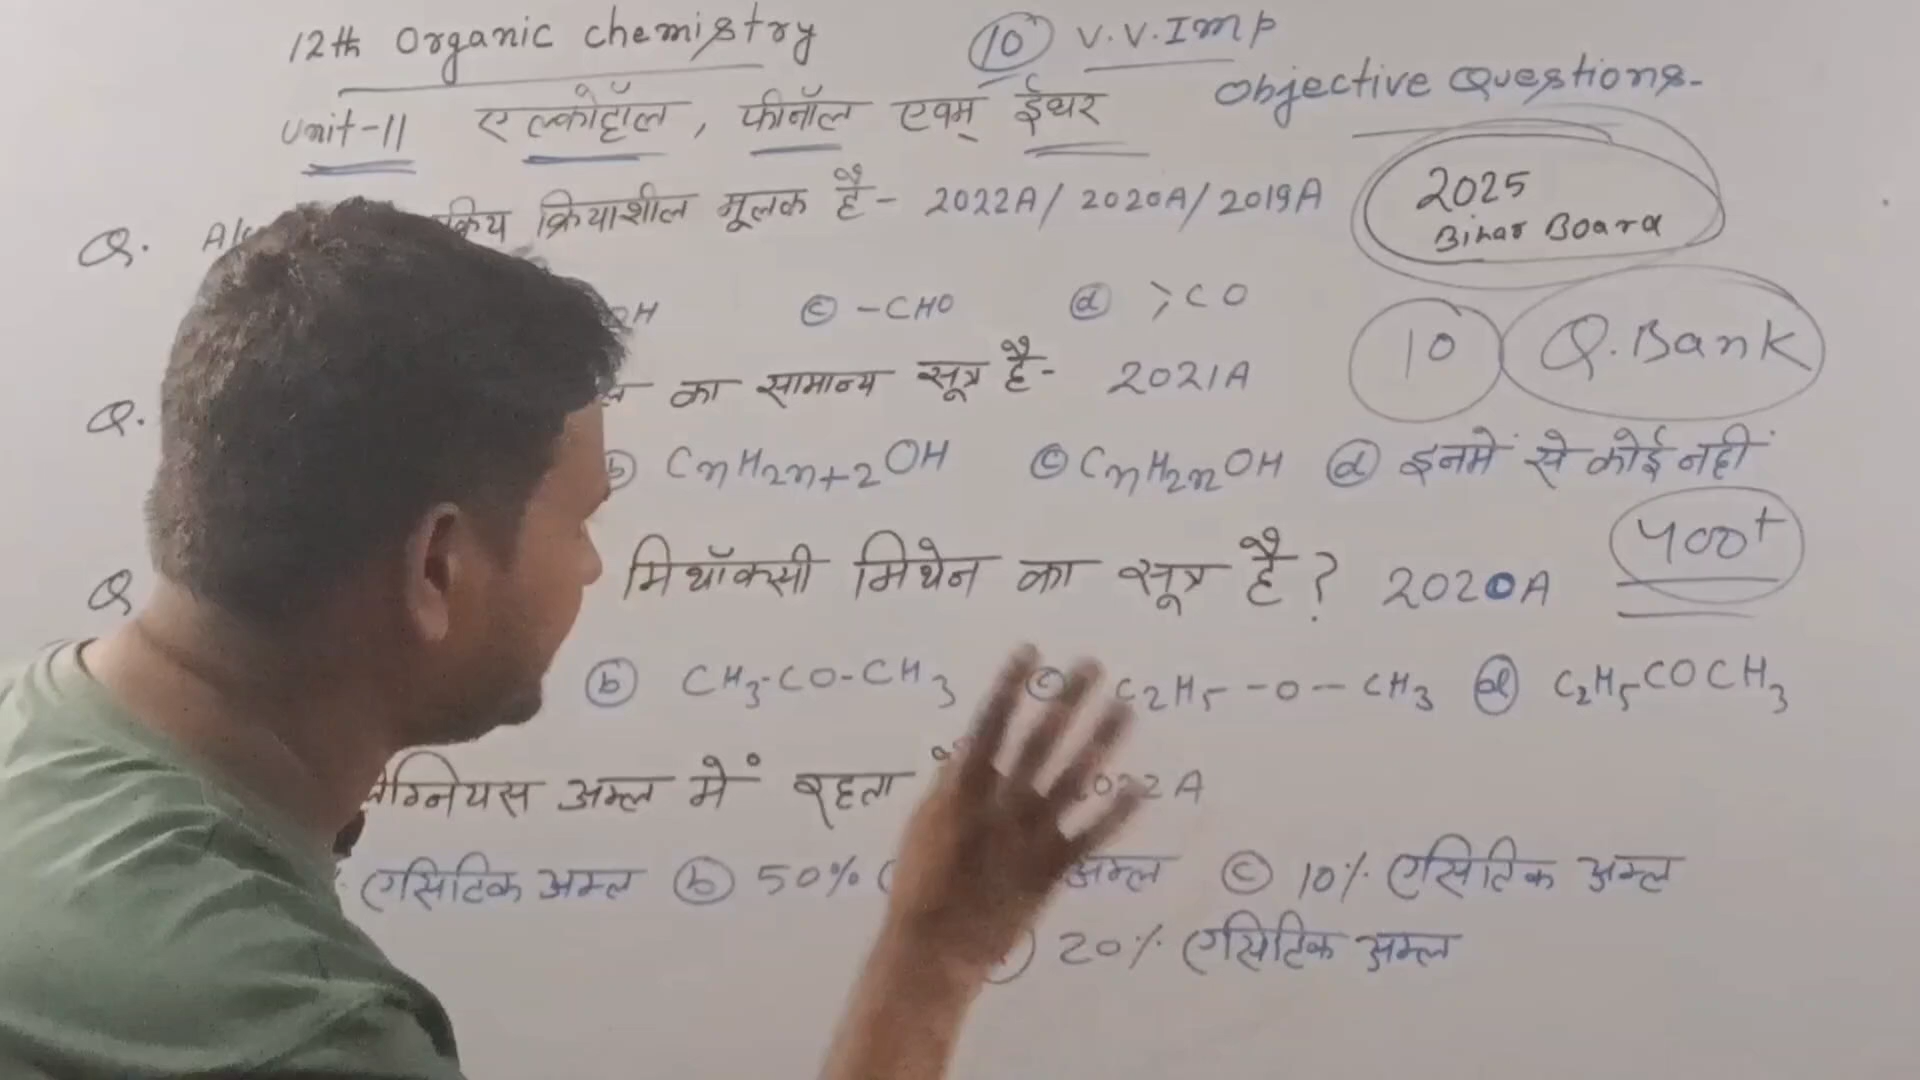 12th Organic chemistry ⑩ V.V.Imp
Objective Questions-
Unit-11 एल्कोहॉल, फीनॉल एवम् ईथर
2025
Bihar Board
Q. क्रियाशील मूलक है- 2022A/2020A/2019A
OH ⓒ -CHO ⓓ >CO
10 Q.Bank
Q. का सामान्य सूत्र है- 2021A
ⓑ CnH2n+2OH ⓒ CnH2nOH ⓓ इनमें से कोई नहीं
400+
Q मिथॉक्सी मिथेन का सूत्र है? 2020A
ⓑ CH3-CO-CH3 ⓒ C2H5-O-CH3 ⓓ C2H5COCH3
अम्ल में रहता 2022A
एसिटिक अम्ल ⓑ 50% अम्ल ⓒ 10% एसिटिक अम्ल
20% एसिटिक अम्ल